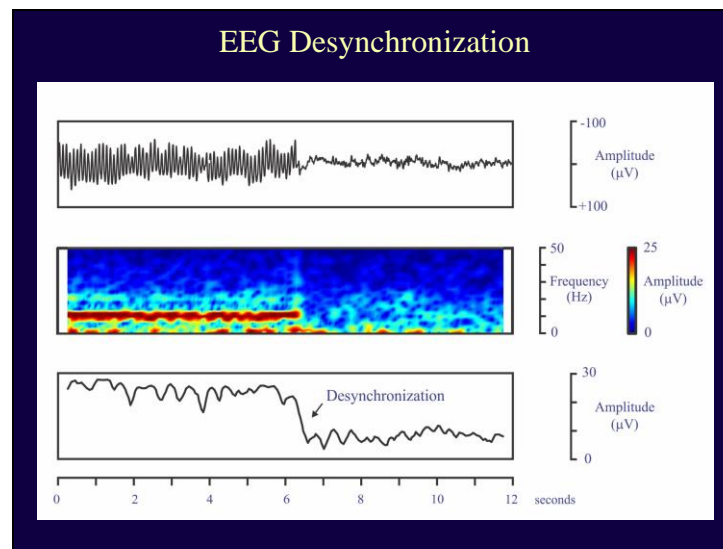 EEG Desynchronization
-100
Amplitude
(µV)
+100
50
Frequency
(Hz)
0
25
Amplitude
(µV)
0
Desynchronization
30
Amplitude
(µV)
0
0 2 4 6 8 10 12 seconds